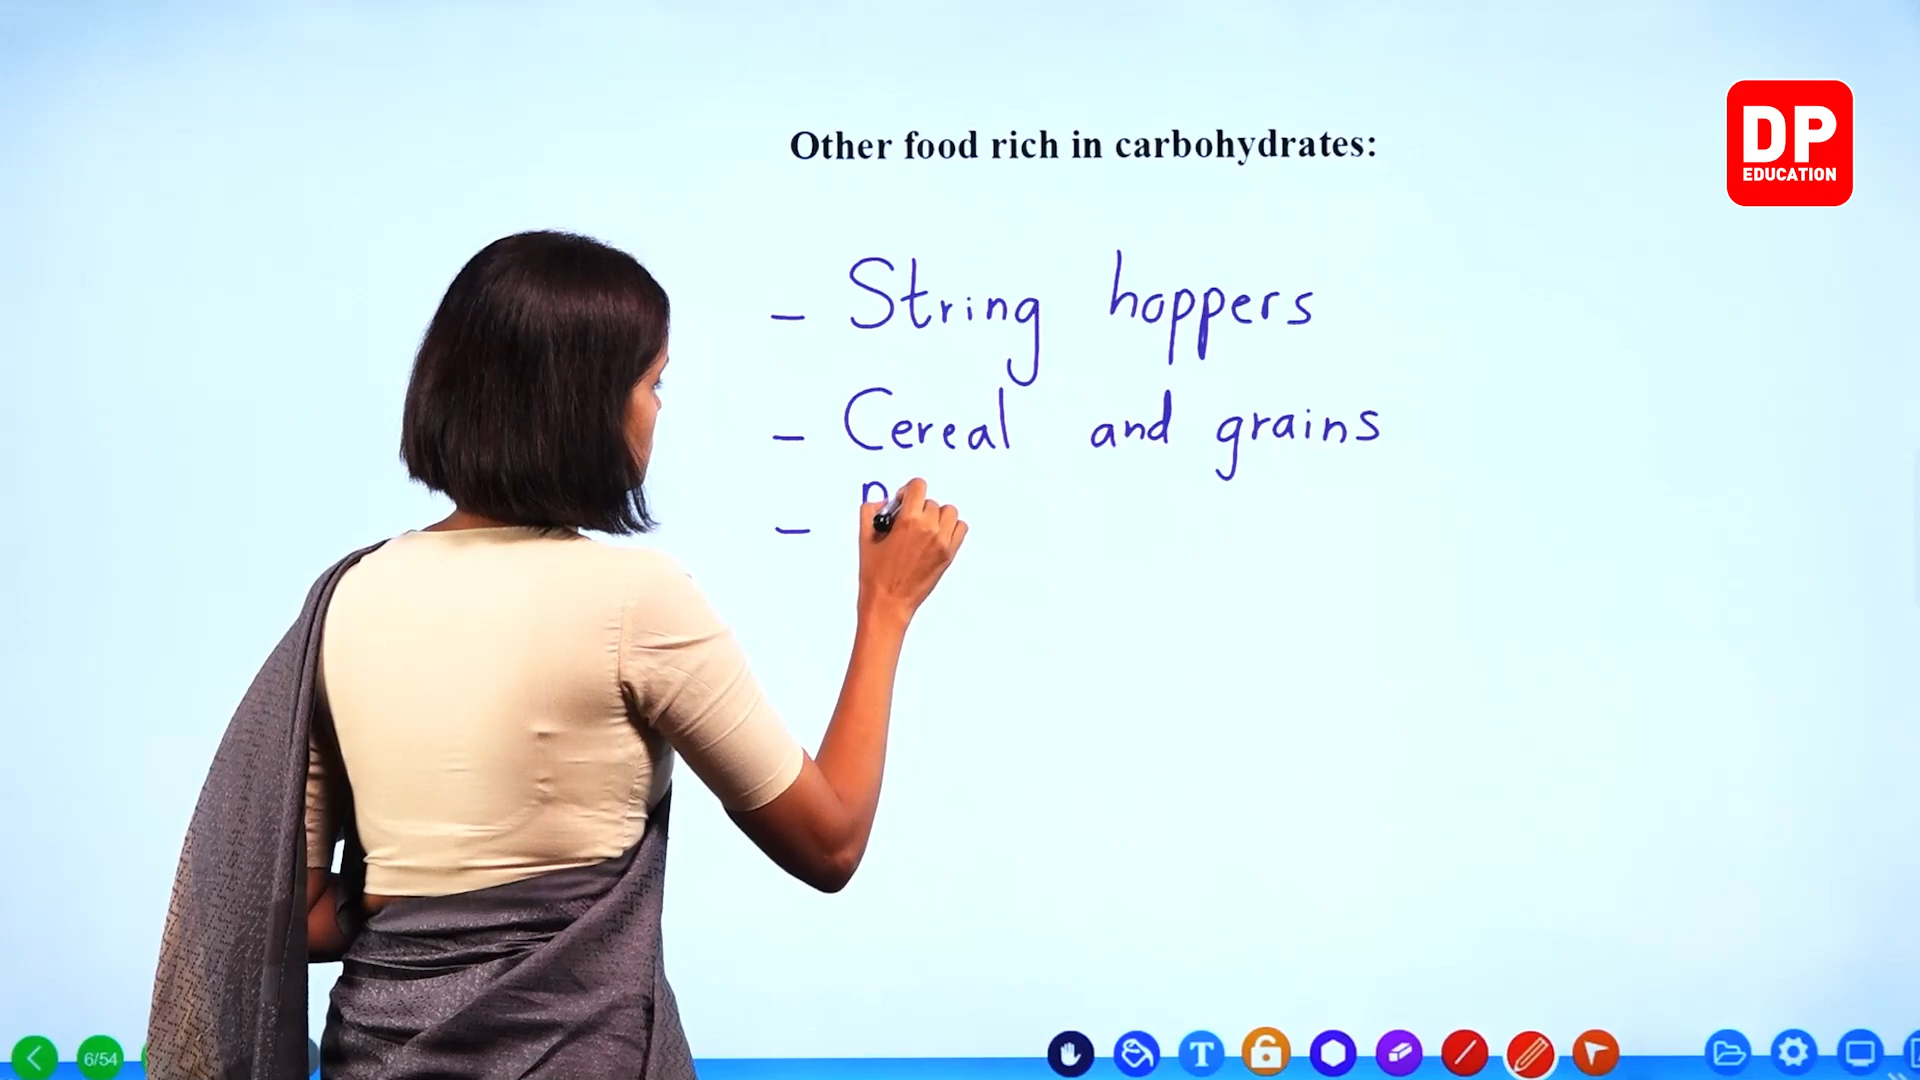 DP
EDUCATION
Other food rich in carbohydrates:
– String hoppers
– Cereal and grains
–
6/54
T